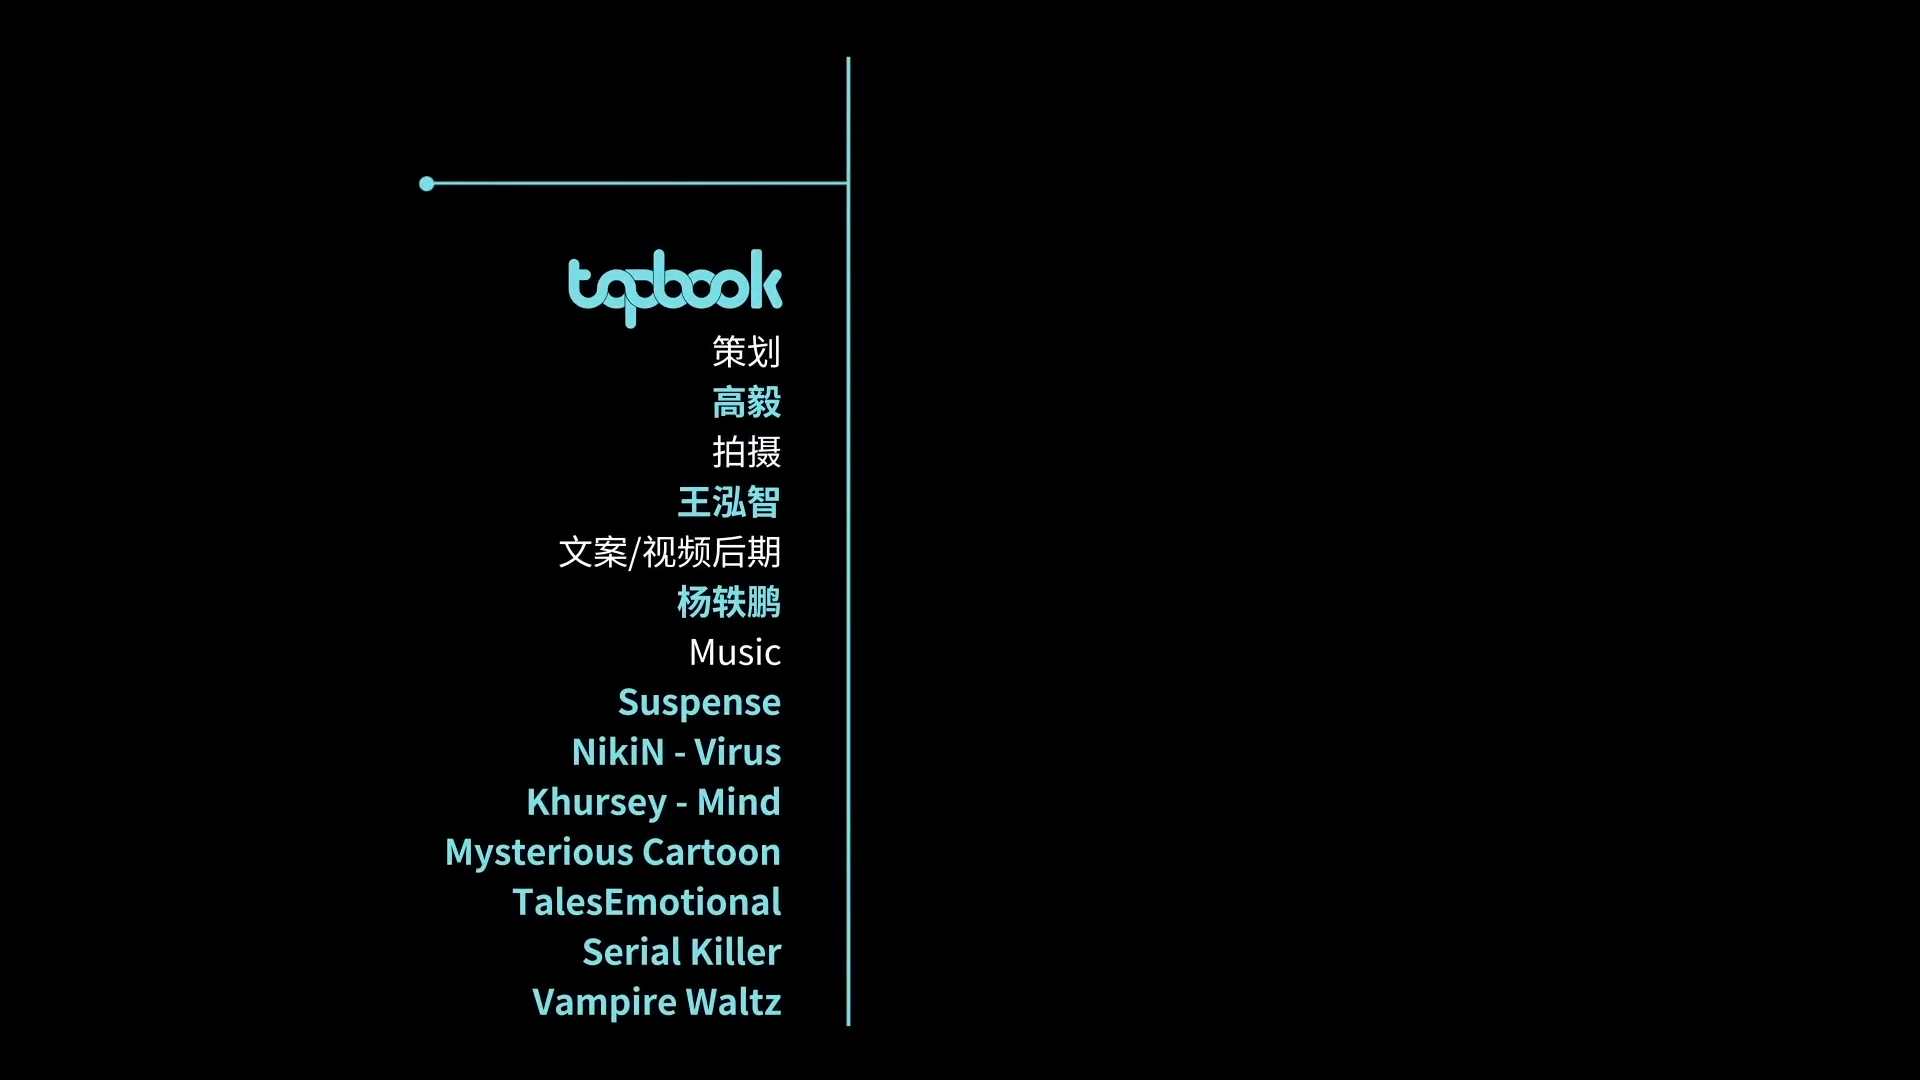 topbook
策划
高毅
拍摄
王泓智
文案/视频后期
杨轶鹏
Music
Suspense
NikiN - Virus
Khursey - Mind
Mysterious Cartoon
TalesEmotional
Serial Killer
Vampire Waltz